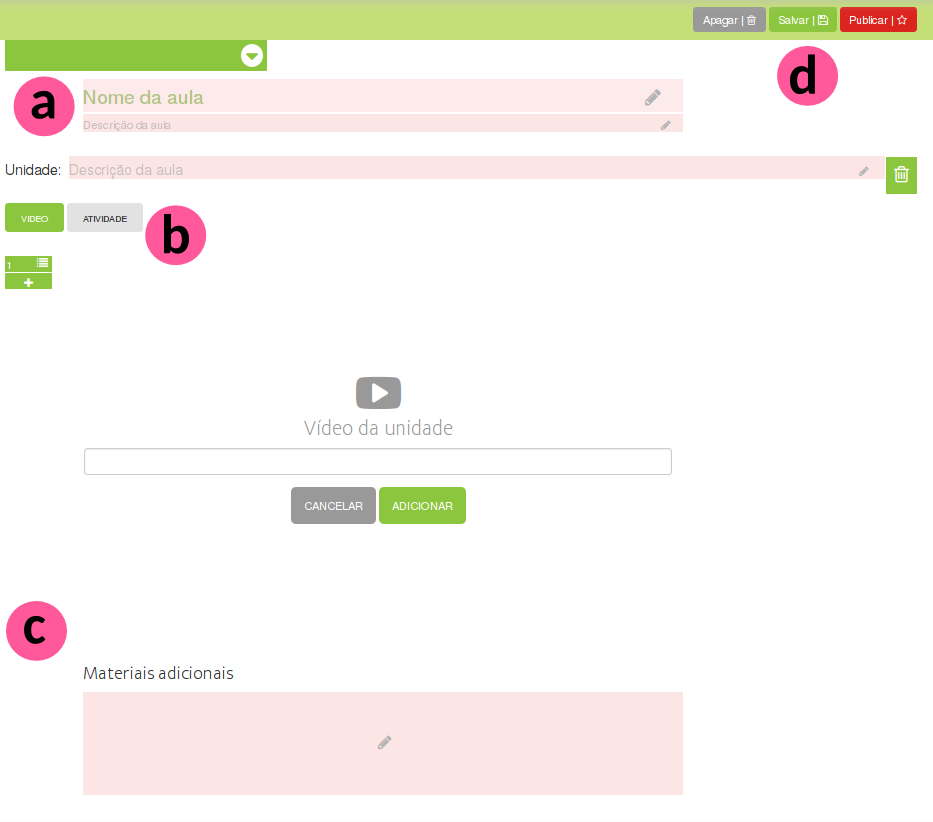 Apagar | Salvar | Publicar |
d
a
Nome da aula
Descrição da aula
Unidade: Descrição da aula
VIDEO ATIVIDADE
b
1
Vídeo da unidade
CANCELAR ADICIONAR
c
Materiais adicionais